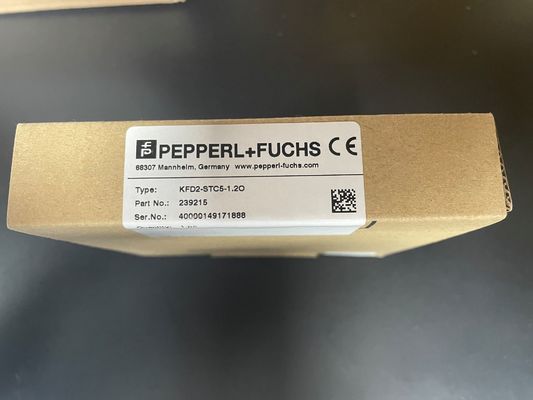 PEPPERL+FUCHS CE
68307 Mannheim, Germany www.pepperl-fuchs.com
Type: KFD2-STC5-1.2O
Part No.: 239215
Ser.No.: 40000149171888